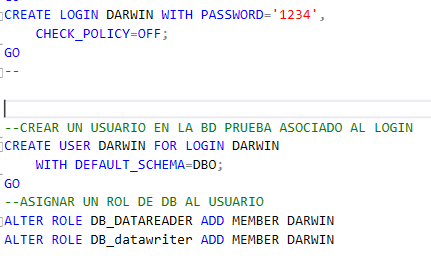 CREATE LOGIN DARWIN WITH PASSWORD='1234',
CHECK_POLICY=OFF;
GO
--
--CREAR UN USUARIO EN LA BD PRUEBA ASOCIADO AL LOGIN
CREATE USER DARWIN FOR LOGIN DARWIN
WITH DEFAULT_SCHEMA=DBO;
GO
--ASIGNAR UN ROL DE DB AL USUARIO
ALTER ROLE DB_DATAREADER ADD MEMBER DARWIN
ALTER ROLE DB_datawriter ADD MEMBER DARWIN